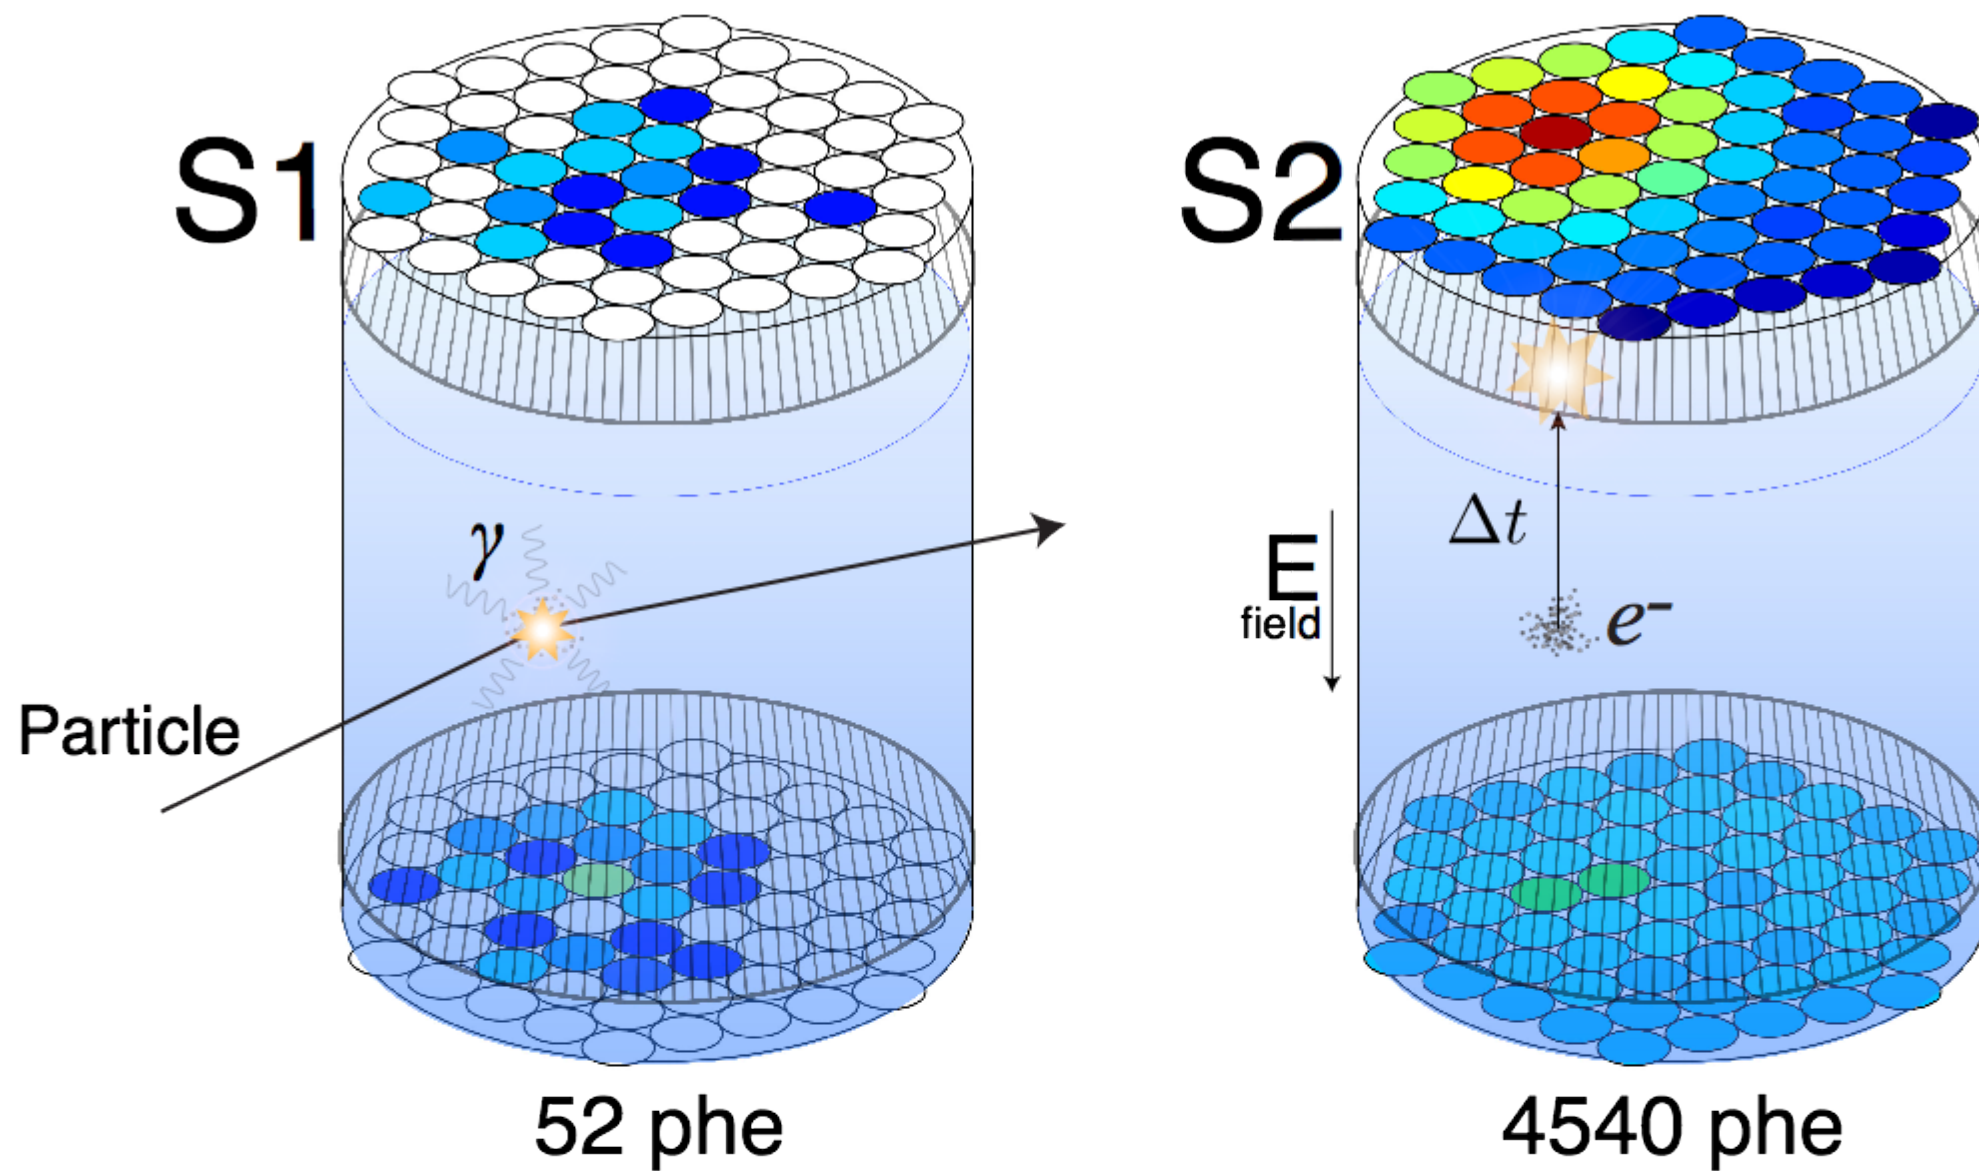 S1
S2
γ
Δt
E
field
e-
Particle
52 phe
4540 phe